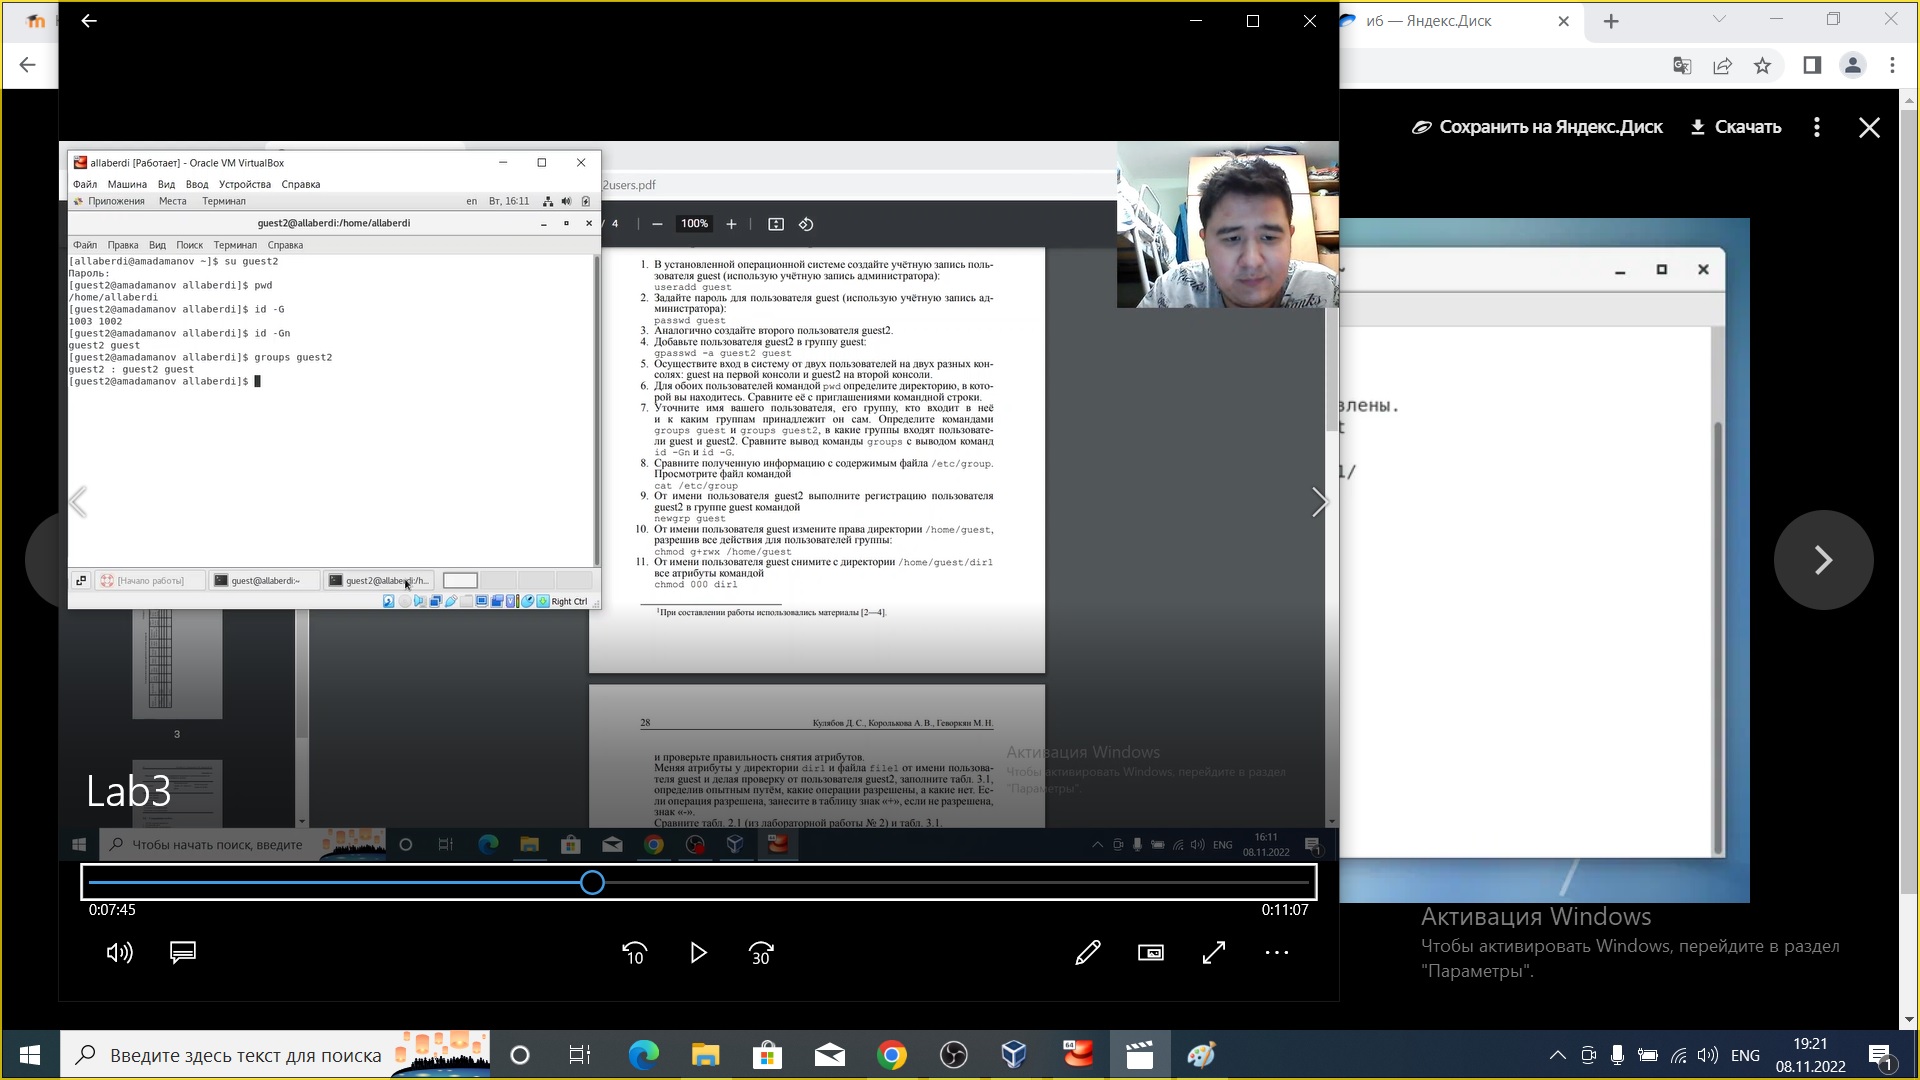 иб — Яндекс.Диск
Сохранить на Яндекс.Диск
Скачать
allaberdi [Работает] - Oracle VM VirtualBox
Файл Машина Вид Ввод Устройства Справка
Приложения Места Терминал en Вт, 16:11
guest2@allaberdi:/home/allaberdi
Файл Правка Вид Поиск Терминал Справка
[allaberdi@amadamanov ~]$ su guest2
Пароль:
[guest2@amadamanov allaberdi]$ pwd
/home/allaberdi
[guest2@amadamanov allaberdi]$ id -G
1003 1002
[guest2@amadamanov allaberdi]$ id -Gn
guest2 guest
[guest2@amadamanov allaberdi]$ groups guest2
guest2 : guest2 guest
[guest2@amadamanov allaberdi]$
[Начало работы] guest@allaberdi:~ guest2@allaberdi:/h...
Right Ctrl
2users.pdf
/ 4 100%
1. В установленной операционной системе создайте учётную запись поль-
зователя guest (использую учётную запись администратора):
useradd guest
2. Задайте пароль для пользователя guest (использую учётную запись ад-
министратора):
passwd guest
3. Аналогично создайте второго пользователя guest2.
4. Добавьте пользователя guest2 в группу guest:
gpasswd -a guest2 guest
5. Осуществите вход в систему от двух пользователей на двух разных кон-
солях: guest на первой консоли и guest2 на второй консоли.
6. Для обоих пользователей командой pwd определите директорию, в кото-
рой вы находитесь. Сравните её с приглашениями командной строки.
7. Уточните имя вашего пользователя, его группу, кто входит в неё
и к каким группам принадлежит он сам. Определите командами
groups guest и groups guest2, в какие группы входят пользовате-
ли guest и guest2. Сравните вывод команды groups с выводом команд
id -Gn и id -G.
8. Сравните полученную информацию с содержимым файла /etc/group.
Просмотрите файл командой
cat /etc/group
9. От имени пользователя guest2 выполните регистрацию пользователя
guest2 в группе guest командой
newgrp guest
10. От имени пользователя guest измените права директории /home/guest,
разрешив все действия для пользователей группы:
chmod g+rwx /home/guest
11. От имени пользователя guest снимите с директории /home/guest/dir1
все атрибуты командой
chmod 000 dir1
¹При составлении работы использовались материалы [2—4].
28 Кулябов Д. С., Королькова А. В., Геворкян М. Н.
и проверьте правильность снятия атрибутов.
Меняя атрибуты у директории dir1 и файла file1 от имени пользова-
теля guest и делая проверку от пользователя guest2, заполните табл. 3.1,
определив опытным путём, какие операции разрешены, а какие нет. Ес-
ли операция разрешена, занесите в таблицу знак «+», если не разрешена,
знак «-».
Сравните табл. 2.1 (из лабораторной работы № 2) и табл. 3.1.
3
Активация Windows
Чтобы активировать Windows, перейдите в раздел
"Параметры".
Lab3
Чтобы начать поиск, введите
ENG
16:11
08.11.2022
1
влены.
1/
0:07:45
0:11:07
10
30
Активация Windows
Чтобы активировать Windows, перейдите в раздел
"Параметры".
Введите здесь текст для поиска
64
ENG
19:21
08.11.2022
1